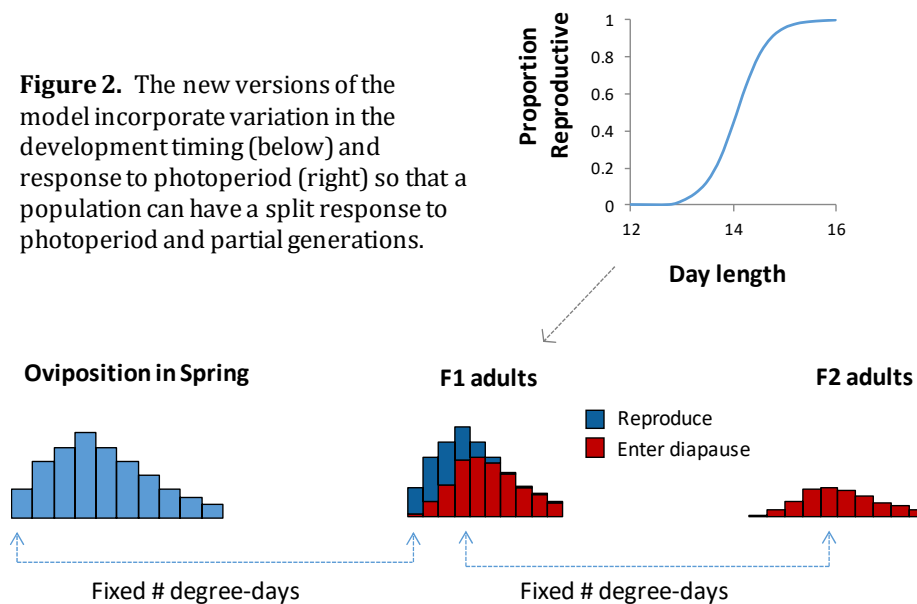 Figure 2. The new versions of the
model incorporate variation in the
development timing (below) and
response to photoperiod (right) so that a
population can have a split response to
photoperiod and partial generations.
Proportion
Reproductive
1
0.8
0.6
0.4
0.2
0
12
14
16
Day length
Oviposition in Spring
F1 adults
F2 adults
Reproduce
Enter diapause
Fixed # degree-days
Fixed # degree-days